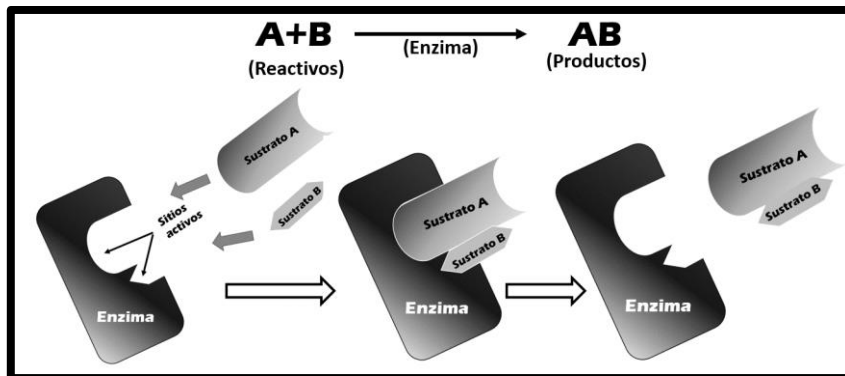 A+B
(Reactivos)
(Enzima)
AB
(Productos)
Sustrato A
Sustrato B
Sitios
activos
Enzima
Sustrato A
Sustrato B
Enzima
Sustrato A
Sustrato B
Enzima